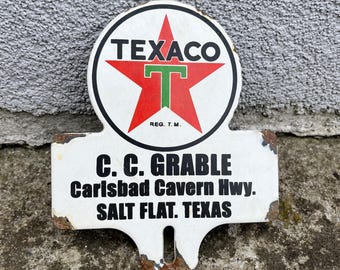 TEXACO
T
REG. T.M.
C. C. GRABLE
Carlsbad Cavern Hwy.
SALT FLAT. TEXAS